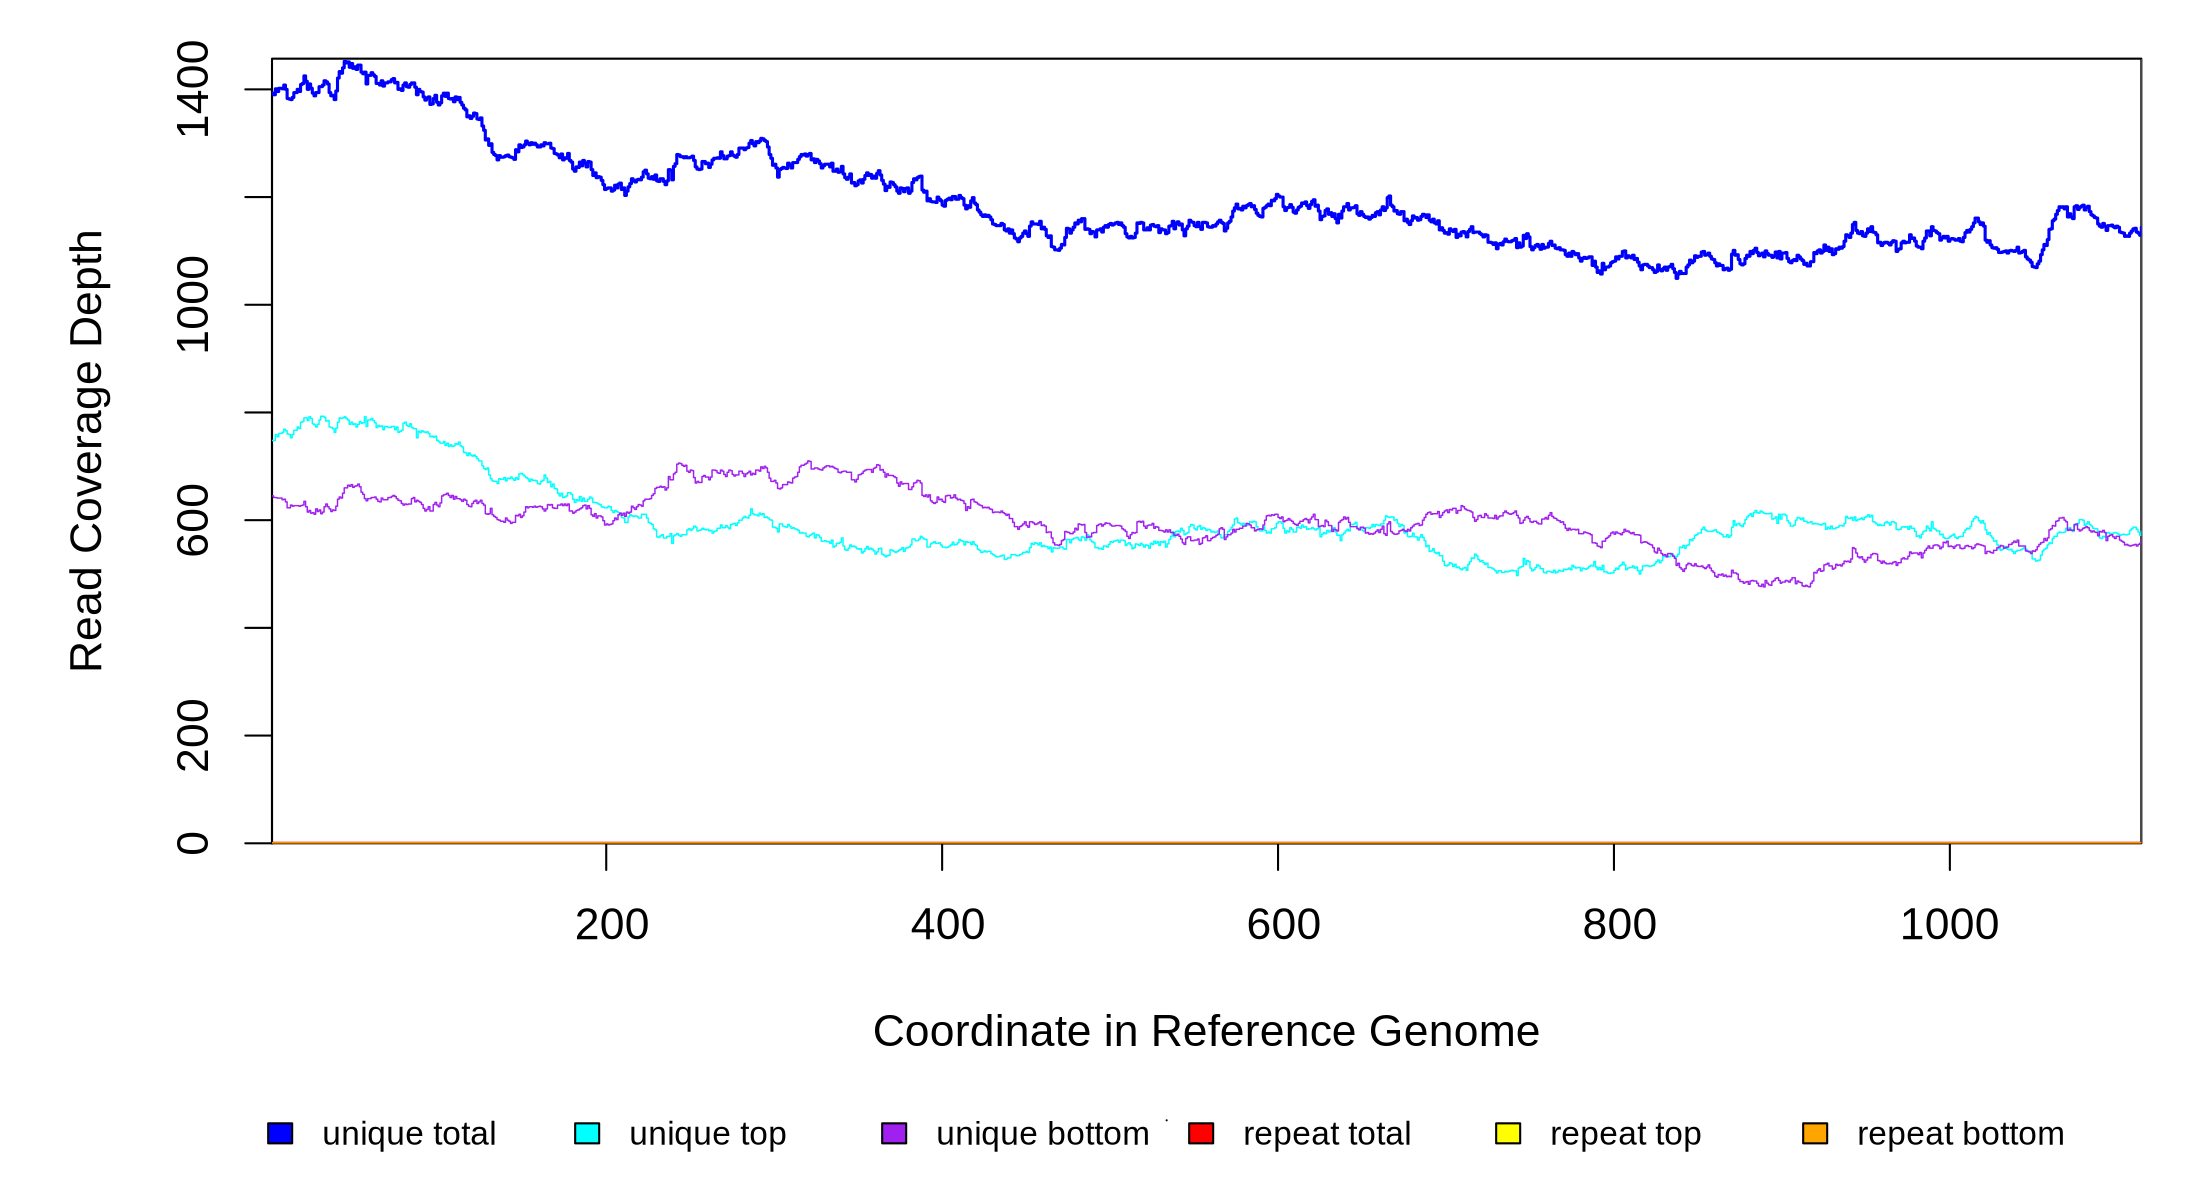 Read Coverage Depth
1400
1000
600
200
0
200 400 600 800 1000
Coordinate in Reference Genome
unique total unique top unique bottom repeat total repeat top repeat bottom